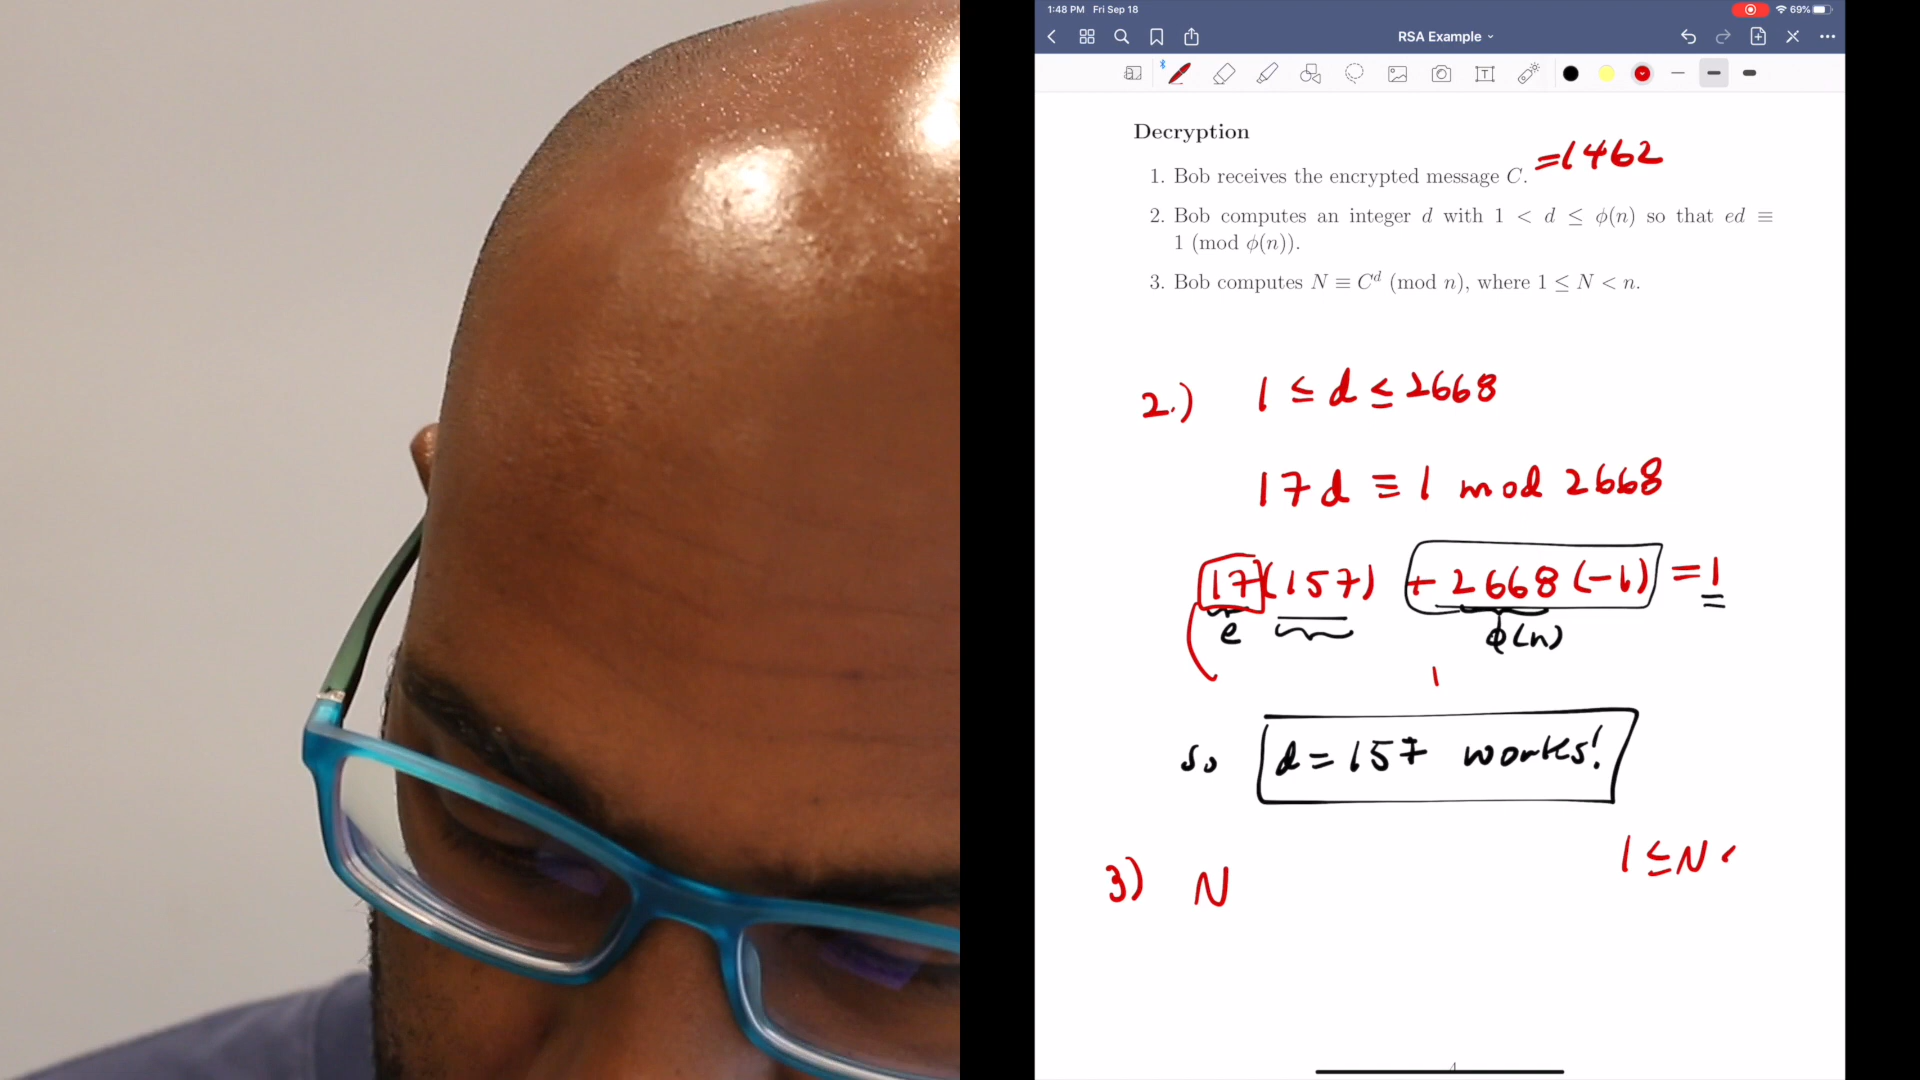 1:48 PM Fri Sep 18
69%
RSA Example
Decryption
1. Bob receives the encrypted message C. =1462
2. Bob computes an integer d with 1 < d ≤ ϕ(n) so that ed ≡
1 (mod ϕ(n)).
3. Bob computes N ≡ C^d (mod n), where 1 ≤ N < n.
2.) 1 ≤ d ≤ 2668
17d ≡ 1 mod 2668
17(157) + 2668(-1) = 1
e ϕ(n)
so d = 157 works!
1 ≤ N <
3) N